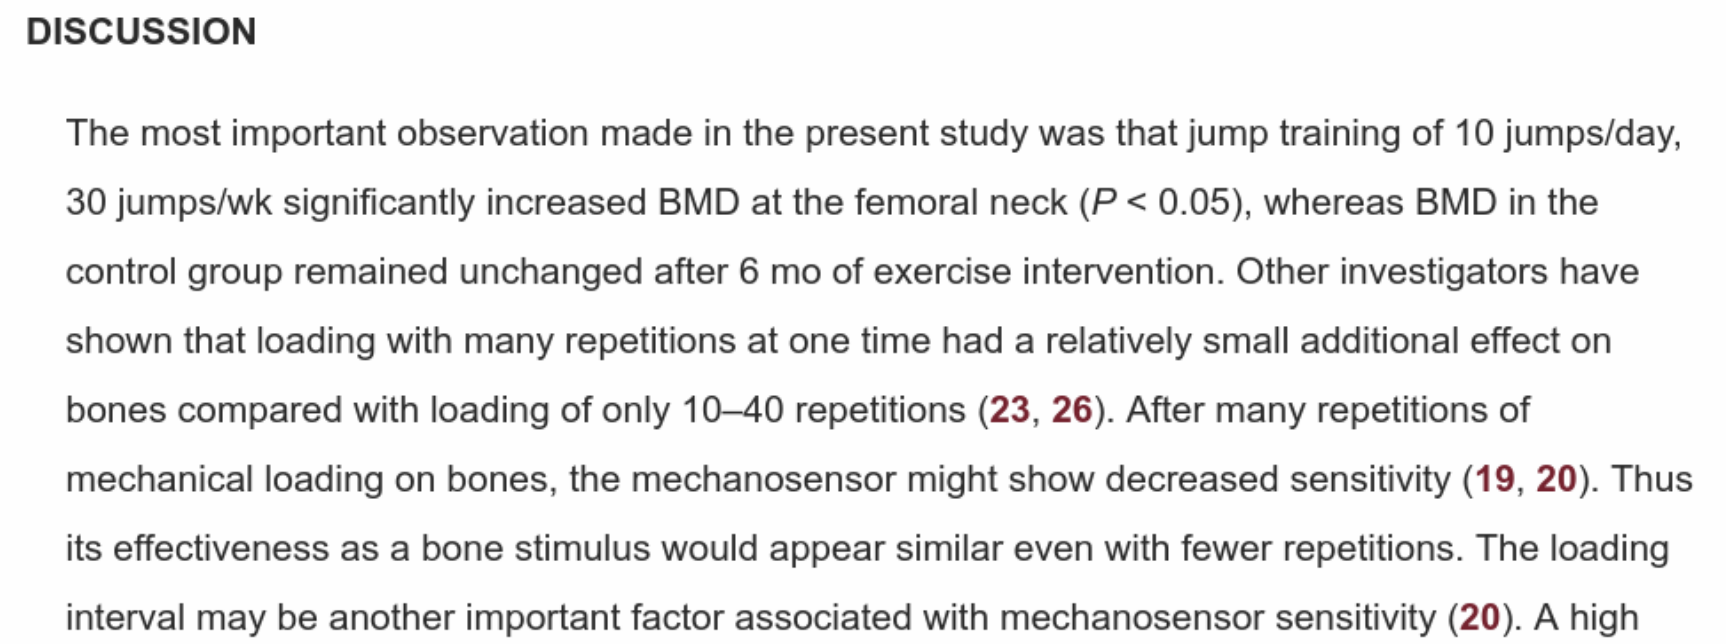 DISCUSSION
The most important observation made in the present study was that jump training of 10 jumps/day,
30 jumps/wk significantly increased BMD at the femoral neck (P < 0.05), whereas BMD in the
control group remained unchanged after 6 mo of exercise intervention. Other investigators have
shown that loading with many repetitions at one time had a relatively small additional effect on
bones compared with loading of only 10–40 repetitions (23, 26). After many repetitions of
mechanical loading on bones, the mechanosensor might show decreased sensitivity (19, 20). Thus
its effectiveness as a bone stimulus would appear similar even with fewer repetitions. The loading
interval may be another important factor associated with mechanosensor sensitivity (20). A high